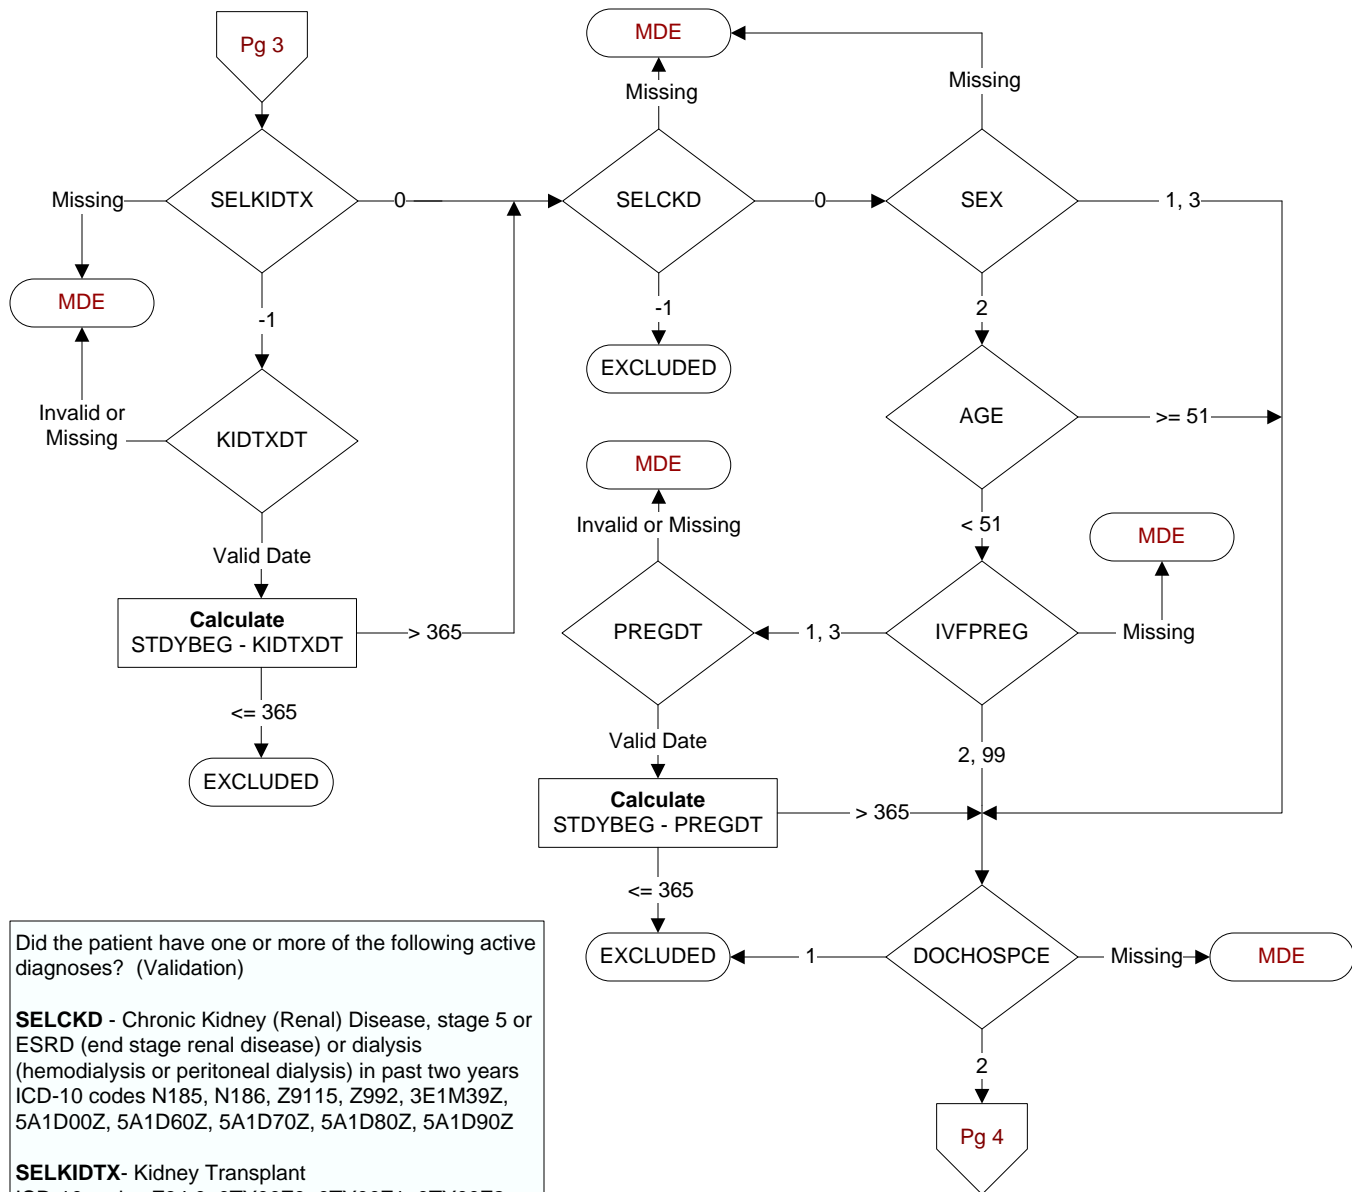 Pg 3
MDE
Missing
Missing
Missing
SELKIDTX
0
SELCKD
0
SEX
1, 3
MDE
-1
-1
2
EXCLUDED
Invalid or
Missing
KIDTXDT
AGE
>= 51
MDE
Invalid or Missing
< 51
MDE
Valid Date
Calculate
STDYBEG - KIDTXDT
> 365
PREGDT
1, 3
IVFPREG
Missing
<= 365
Valid Date
2, 99
EXCLUDED
Calculate
STDYBEG - PREGDT
> 365
<= 365
EXCLUDED
1
DOCHOSPCE
Missing
MDE
2
Pg 4
Did the patient have one or more of the following active
diagnoses? (Validation)
SELCKD - Chronic Kidney (Renal) Disease, stage 5 or
ESRD (end stage renal disease) or dialysis
(hemodialysis or peritoneal dialysis) in past two years
ICD-10 codes N185, N186, Z9115, Z992, 3E1M39Z,
5A1D00Z, 5A1D60Z, 5A1D70Z, 5A1D80Z, 5A1D90Z
SELKIDTX- Kidney Transplant